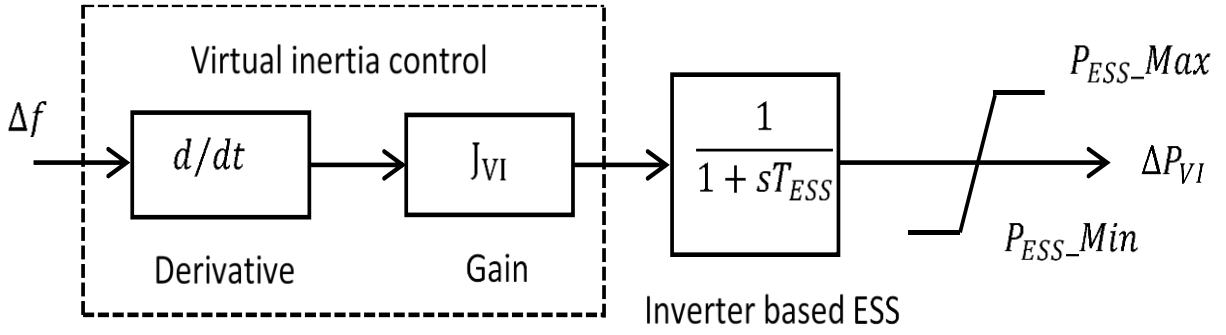 Virtual inertia control
Δf
d/dt
J_VI
1
1 + sT_ESS
P_ESS_Max
ΔP_VI
P_ESS_Min
Derivative
Gain
Inverter based ESS